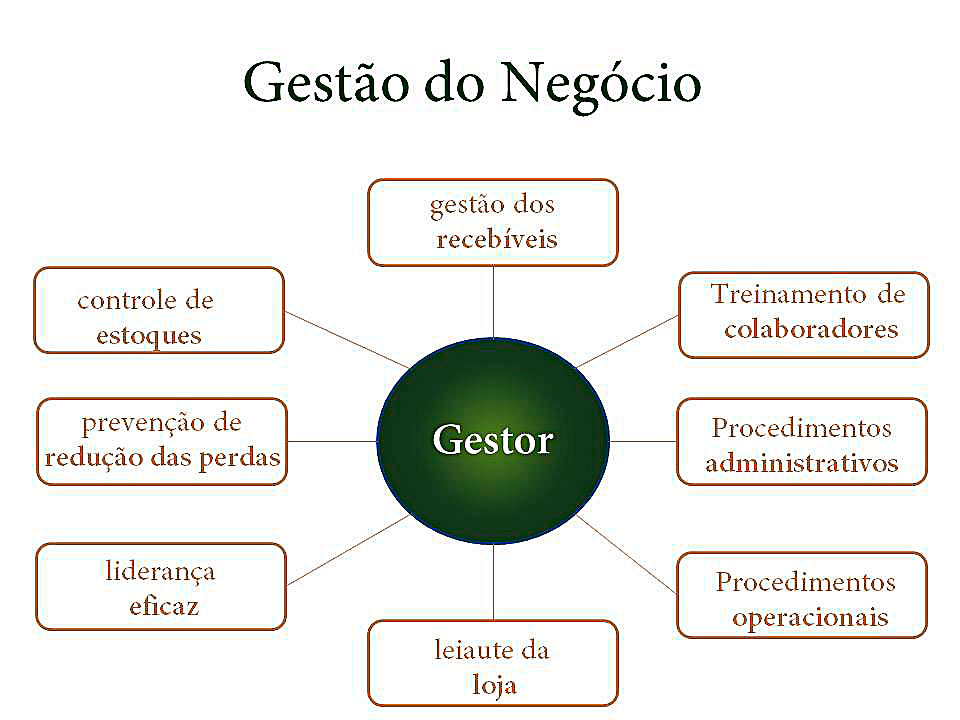 Gestão do Negócio
gestão dos
recebíveis
controle de
estoques
Treinamento de
colaboradores
prevenção de
redução das perdas
Gestor
Procedimentos
administrativos
liderança
eficaz
Procedimentos
operacionais
leiaute da
loja